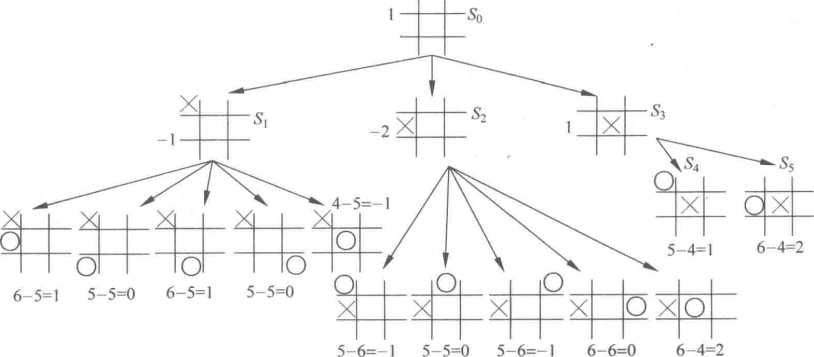 1 S₀
−1 S₁
−2 S₂
1 S₃
S₄ S₅
4−5=−1
5−4=1 6−4=2
6−5=1 5−5=0 6−5=1 5−5=0
5−6=−1 5−5=0 5−6=−1 6−6=0 6−4=2